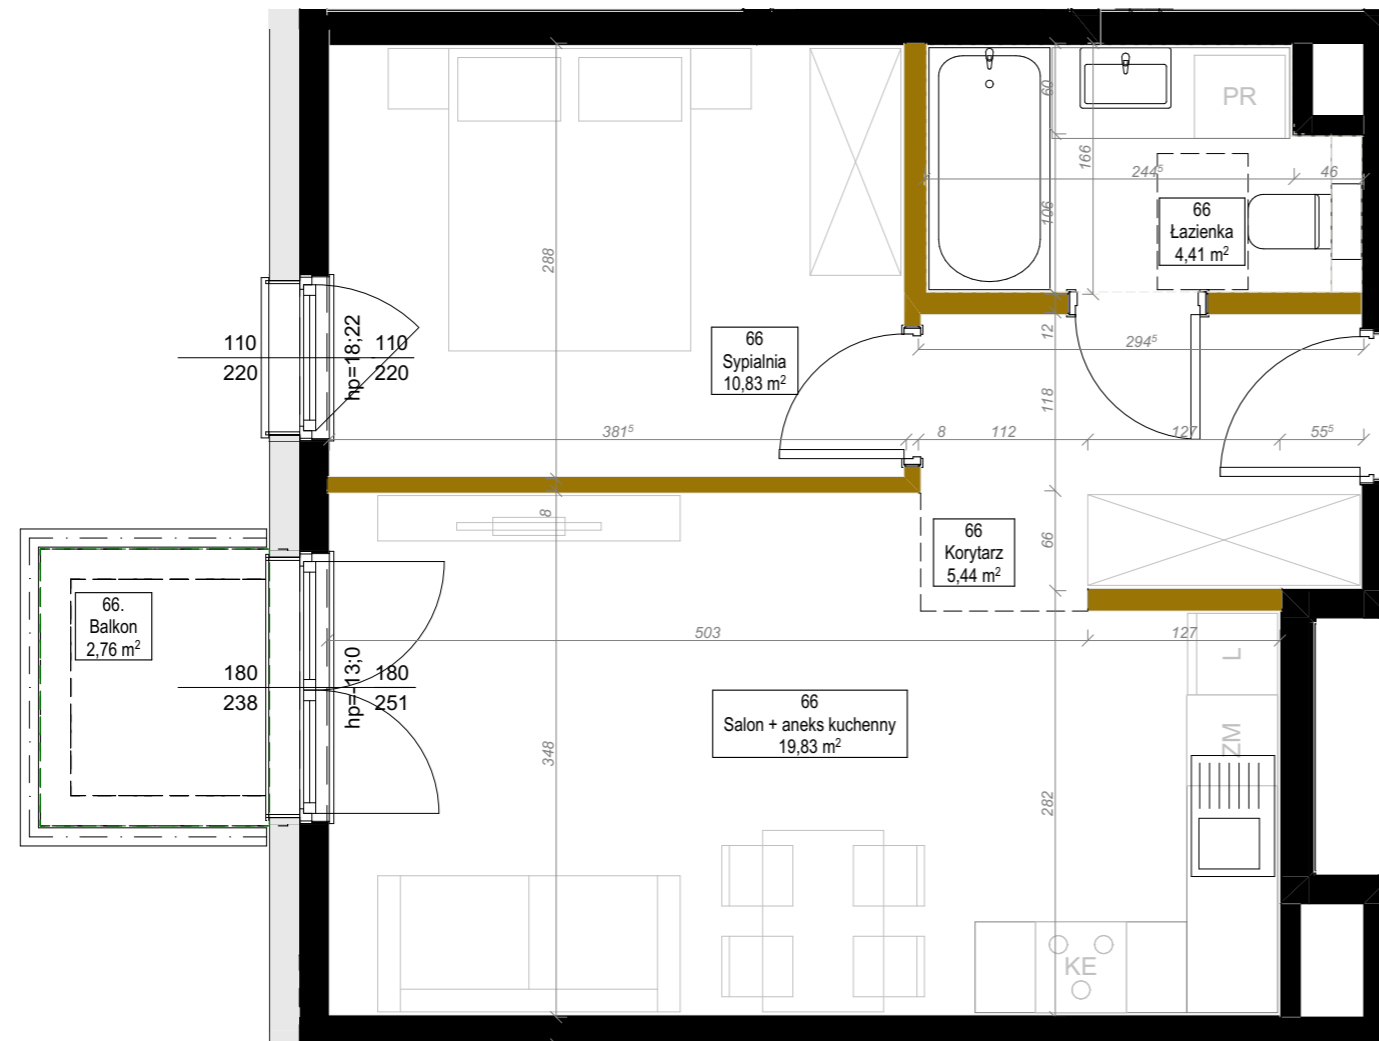 60
PR
166
244⁵
46
106
66
Łazienka
4,41 m²
288
110
220
hp=18;22
110
220
66
Sypialnia
10,83 m²
12
294⁵
118
381⁵
8
112
127
55⁵
8
66
Korytarz
5,44 m²
66
66.
Balkon
2,76 m²
503
127
L
180
238
hp=-13;0
180
251
66
Salon + aneks kuchenny
19,83 m²
ZM
348
282
KE